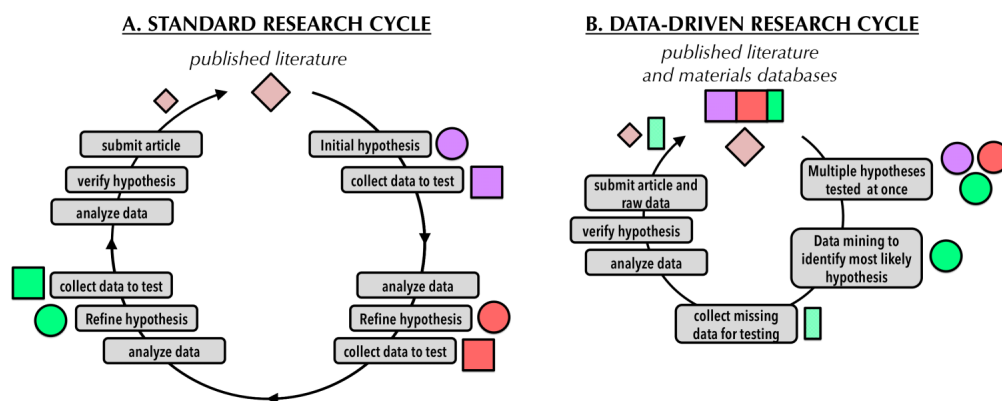 A. STANDARD RESEARCH CYCLE
published literature
Initial hypothesis
collect data to test
analyze data
Refine hypothesis
collect data to test
analyze data
Refine hypothesis
collect data to test
analyze data
verify hypothesis
submit article
B. DATA-DRIVEN RESEARCH CYCLE
published literature
and materials databases
Multiple hypotheses
tested at once
Data mining to
identify most likely
hypothesis
collect missing
data for testing
analyze data
verify hypothesis
submit article and
raw data